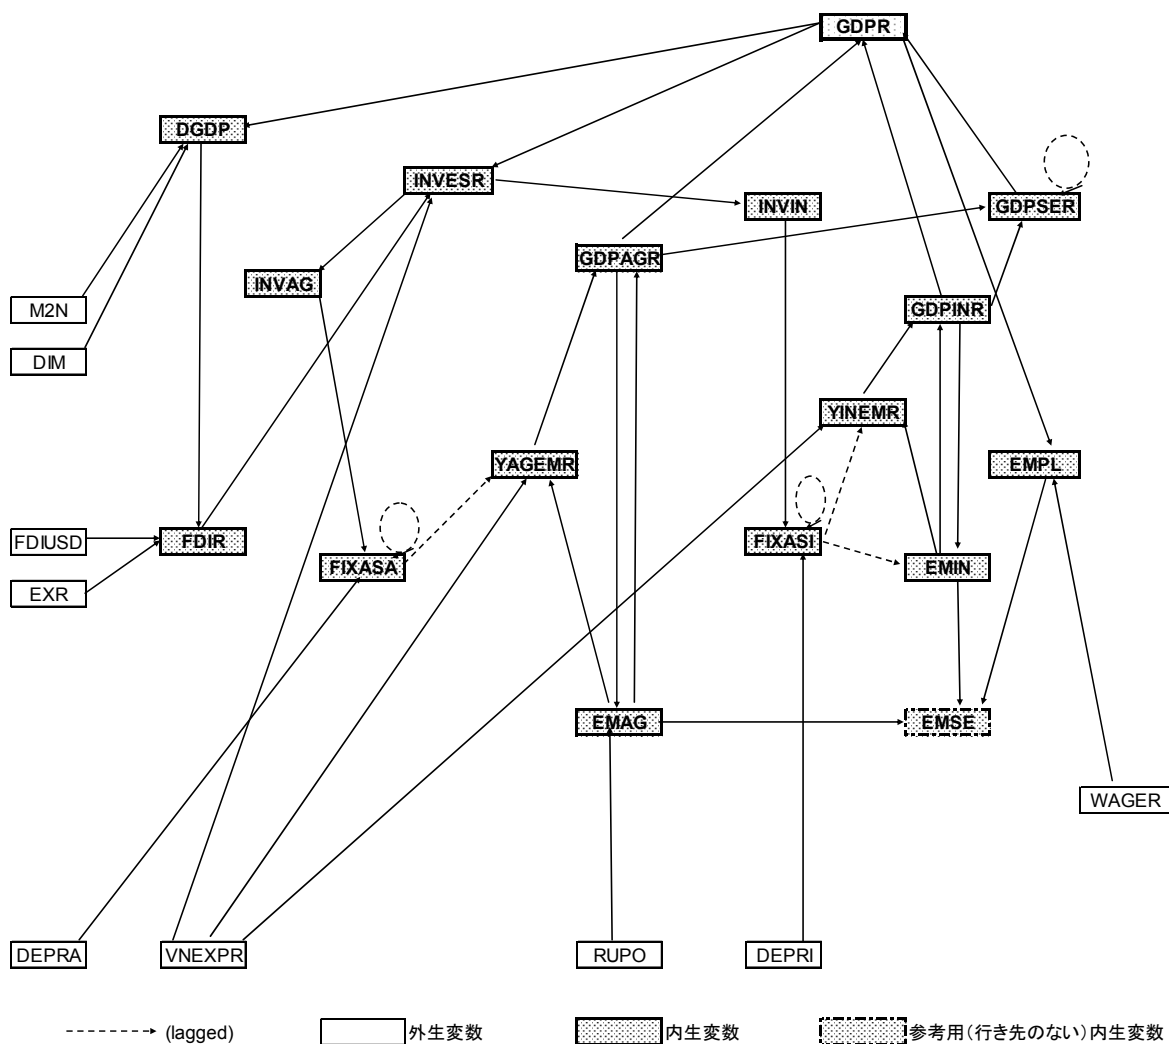 GDPR
DGDP
INVESR
INVIN
GDPSER
GDPAGR
INVAG
M2N
GDPINR
DIM
YINEMR
YAGEMR
EMPL
FDIUSD
FDIR
FIXASI
FIXASA
EMIN
EXR
EMAG
EMSE
WAGER
DEPRA
VNEXPR
RUPO
DEPRI
(lagged)
外生変数
内生変数
参考用(行き先のない)内生変数